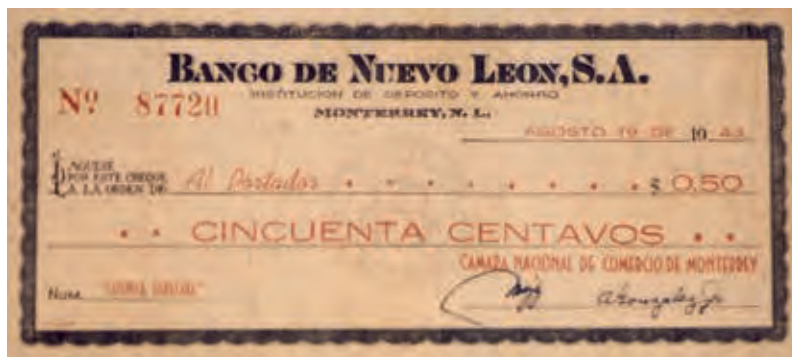 BANCO DE NUEVO LEON, S.A.
INSTITUCION DE DEPOSITO Y AHORRO
Nº 87720
MONTERREY, N. L.
AGOSTO 19 DE 1943
PAGUESE POR ESTE CHEQUE A LA ORDEN DE Al Portador $ 0.50
CINCUENTA CENTAVOS
CAMARA NACIONAL DE COMERCIO DE MONTERREY
NUM.